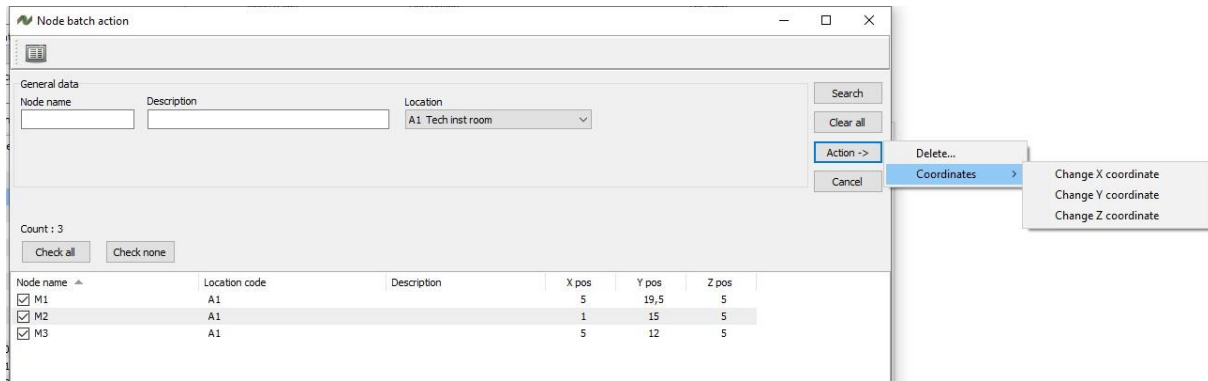 Node batch action
General data
Node name Description Location
A1 Tech inst room
Search
Clear all
Action -> Delete...
Cancel Coordinates > Change X coordinate
Change Y coordinate
Change Z coordinate
Count : 3
Check all Check none
Node name Location code Description X pos Y pos Z pos
M1 A1 5 19,5 5
M2 A1 1 15 5
M3 A1 5 12 5